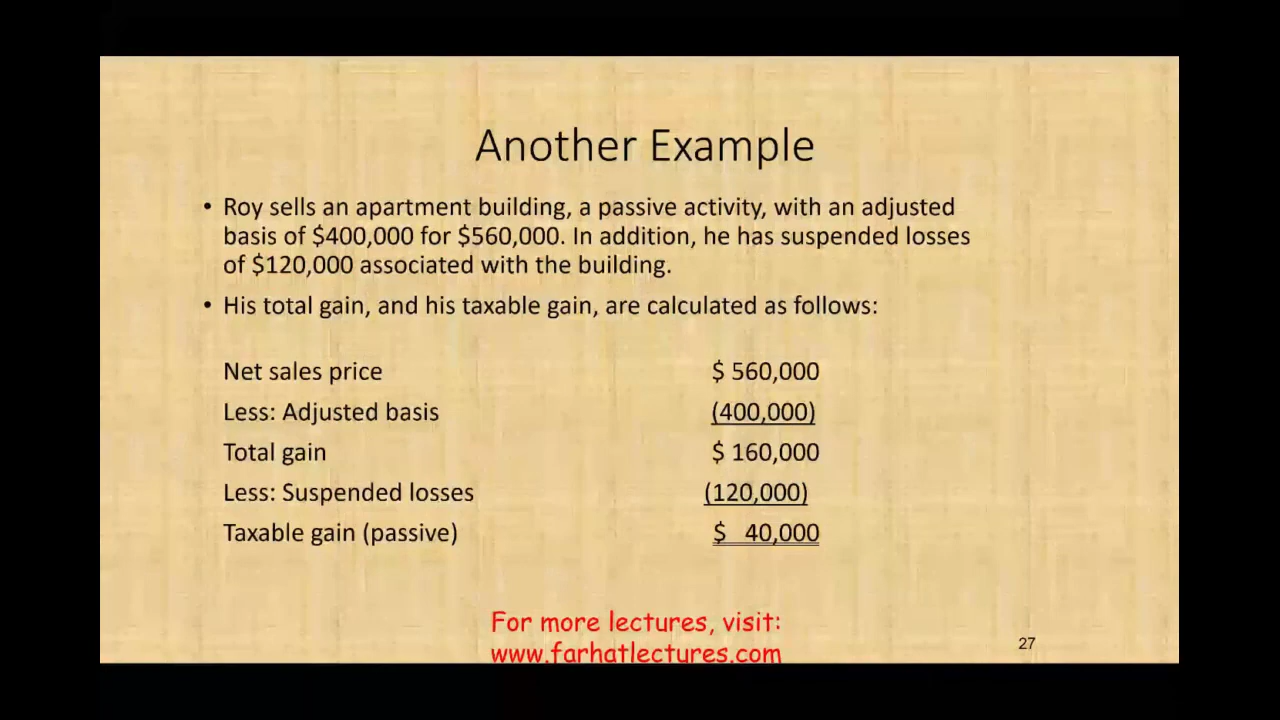 Another Example
• Roy sells an apartment building, a passive activity, with an adjusted
basis of $400,000 for $560,000. In addition, he has suspended losses
of $120,000 associated with the building.
• His total gain, and his taxable gain, are calculated as follows:
Net sales price $ 560,000
Less: Adjusted basis (400,000)
Total gain $ 160,000
Less: Suspended losses (120,000)
Taxable gain (passive) $ 40,000
For more lectures, visit:
www.farhatlectures.com
27